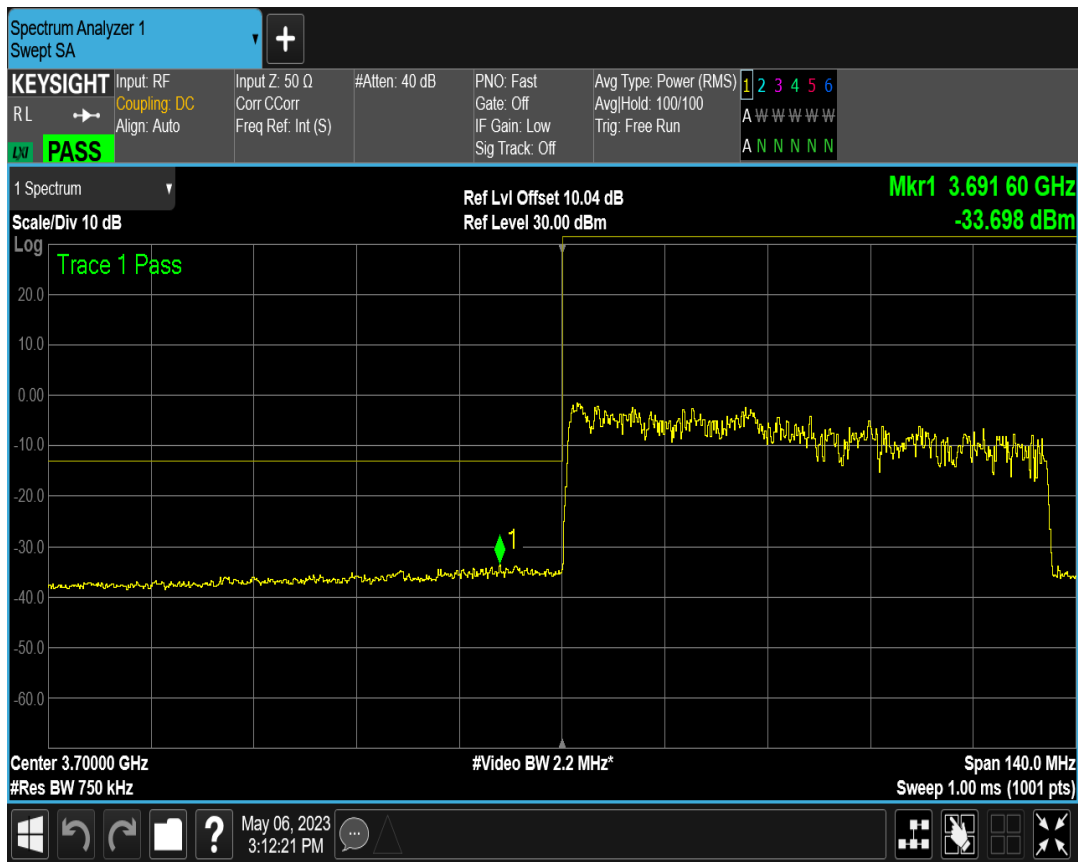 Spectrum Analyzer 1
Swept SA
+
KEYSIGHT
RL
LXI
PASS
Input: RF
Coupling: DC
Align: Auto
Input Z: 50 Ω
Corr CCorr
Freq Ref: Int (S)
#Atten: 40 dB
PNO: Fast
Gate: Off
IF Gain: Low
Sig Track: Off
Avg Type: Power (RMS)
Avg|Hold: 100/100
Trig: Free Run
1 2 3 4 5 6
A W W W W W
A N N N N N
1 Spectrum
Scale/Div 10 dB
Ref Lvl Offset 10.04 dB
Ref Level 30.00 dBm
Mkr1 3.691 60 GHz
-33.698 dBm
Log
Trace 1 Pass
20.0
10.0
0.00
-10.0
-20.0
-30.0
1
-40.0
-50.0
-60.0
Center 3.70000 GHz
#Res BW 750 kHz
#Video BW 2.2 MHz*
Span 140.0 MHz
Sweep 1.00 ms (1001 pts)
?
May 06, 2023
3:12:21 PM